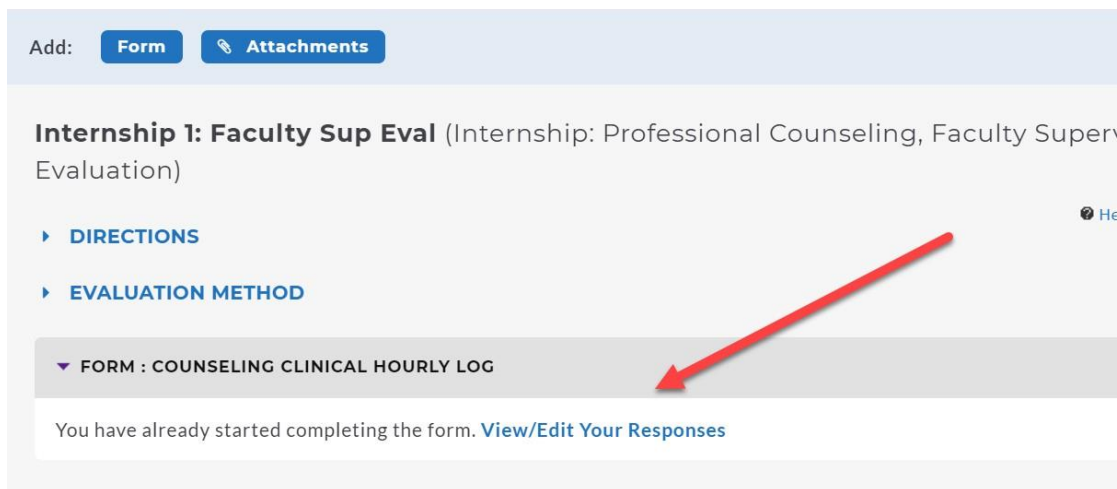 Add: Form Attachments
Internship 1: Faculty Sup Eval (Internship: Professional Counseling, Faculty
Evaluation)
DIRECTIONS
EVALUATION METHOD
FORM : COUNSELING CLINICAL HOURLY LOG
You have already started completing the form. View/Edit Your Responses